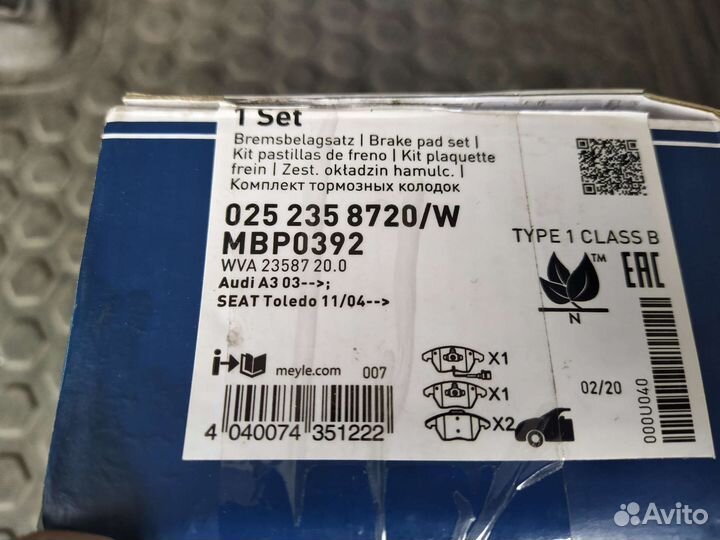 1 Set
Bremsbelagsatz | Brake pad set |
Kit pastillas de freno | Kit plaquette
frein | Zest. okładzin hamulc. |
Комплект тормозных колодок
025 235 8720/W
MBP0392
WVA 23587 20.0
Audi A3 03-->;
SEAT Toledo 11/04-->
TYPE 1 CLASS B
TM
N
EAC
meyle.com 007
X1
X1
X2
02/20
000U040
4 040074 351222
Avito